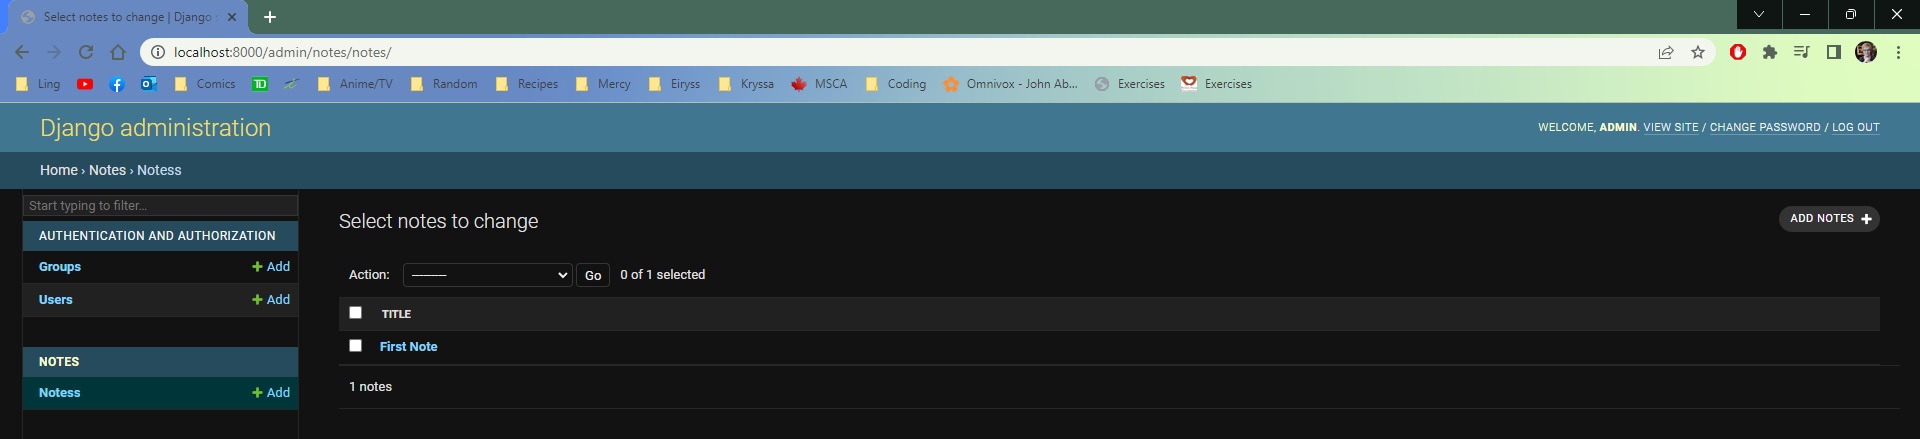 Select notes to change | Django
localhost:8000/admin/notes/notes/
Ling Comics TD Anime/TV Random Recipes Mercy Eiryss Kryssa MSCA Coding Omnivox - John Ab... Exercises Exercises
Django administration
WELCOME, ADMIN. VIEW SITE / CHANGE PASSWORD / LOG OUT
Home › Notes › Notess
Start typing to filter...
Select notes to change
ADD NOTES +
AUTHENTICATION AND AUTHORIZATION
Groups + Add
Action: --------- Go 0 of 1 selected
Users + Add
TITLE
First Note
NOTES
Notess + Add
1 notes